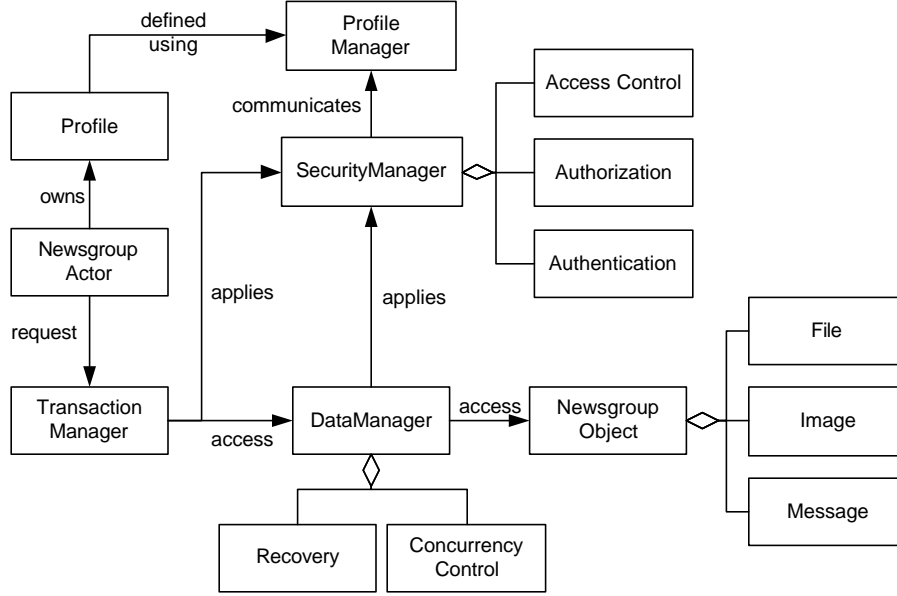 defined
using
Profile
Manager
communicates
Access Control
Profile
SecurityManager
Authorization
owns
Newsgroup
Actor
Authentication
applies
applies
request
File
Transaction
Manager
access
DataManager
access
Newsgroup
Object
Image
Message
Recovery
Concurrency
Control